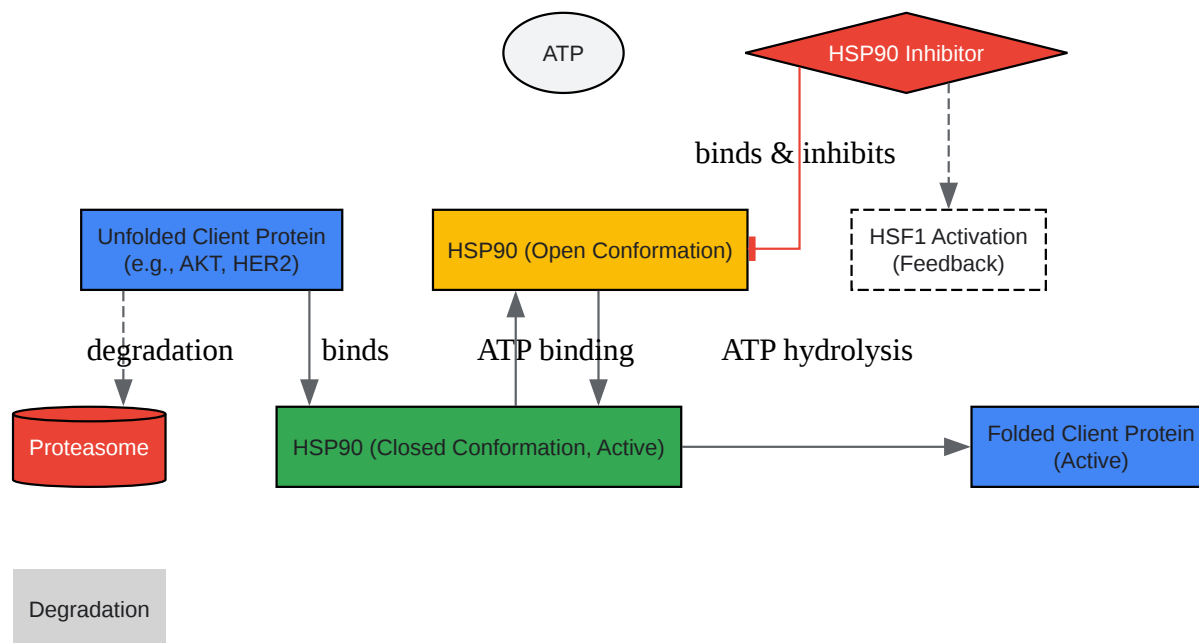 ATP
HSP90 Inhibitor
binds & inhibits
Unfolded Client Protein
(e.g., AKT, HER2)
HSP90 (Open Conformation)
HSF1 Activation
(Feedback)
degradation
binds
ATP binding
ATP hydrolysis
Proteasome
HSP90 (Closed Conformation, Active)
Folded Client Protein
(Active)
Degradation